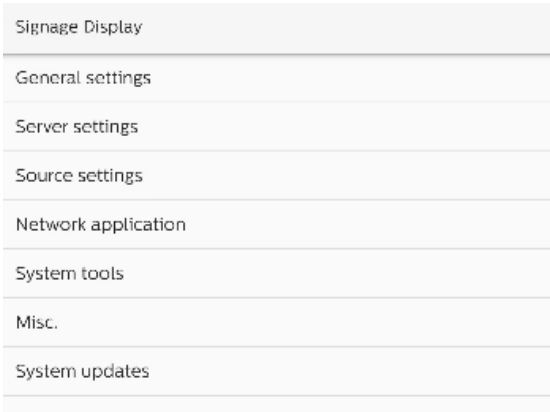 Signage Display
General settings
Server settings
Source settings
Network application
System tools
Misc.
System updates